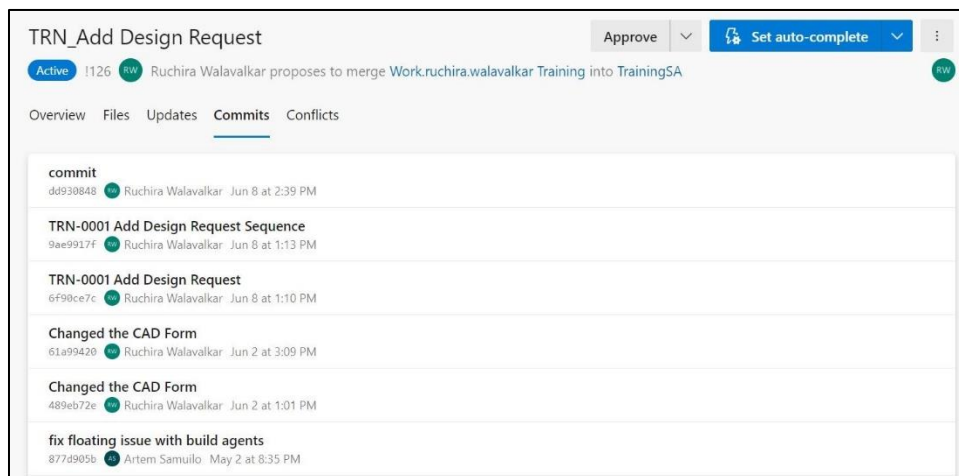 TRN_Add Design Request
Approve
Set auto-complete
Active !126 RW Ruchira Walavalkar proposes to merge Work.ruchira.walavalkar Training into TrainingSA
RW
Overview Files Updates Commits Conflicts
commit
dd930848 RW Ruchira Walavalkar Jun 8 at 2:39 PM
TRN-0001 Add Design Request Sequence
9ae9917f RW Ruchira Walavalkar Jun 8 at 1:13 PM
TRN-0001 Add Design Request
6f90ce7c RW Ruchira Walavalkar Jun 8 at 1:10 PM
Changed the CAD Form
61a99420 RW Ruchira Walavalkar Jun 2 at 3:09 PM
Changed the CAD Form
489eb72e RW Ruchira Walavalkar Jun 2 at 1:01 PM
fix floating issue with build agents
877d905b AS Artem Samuilo May 2 at 8:35 PM